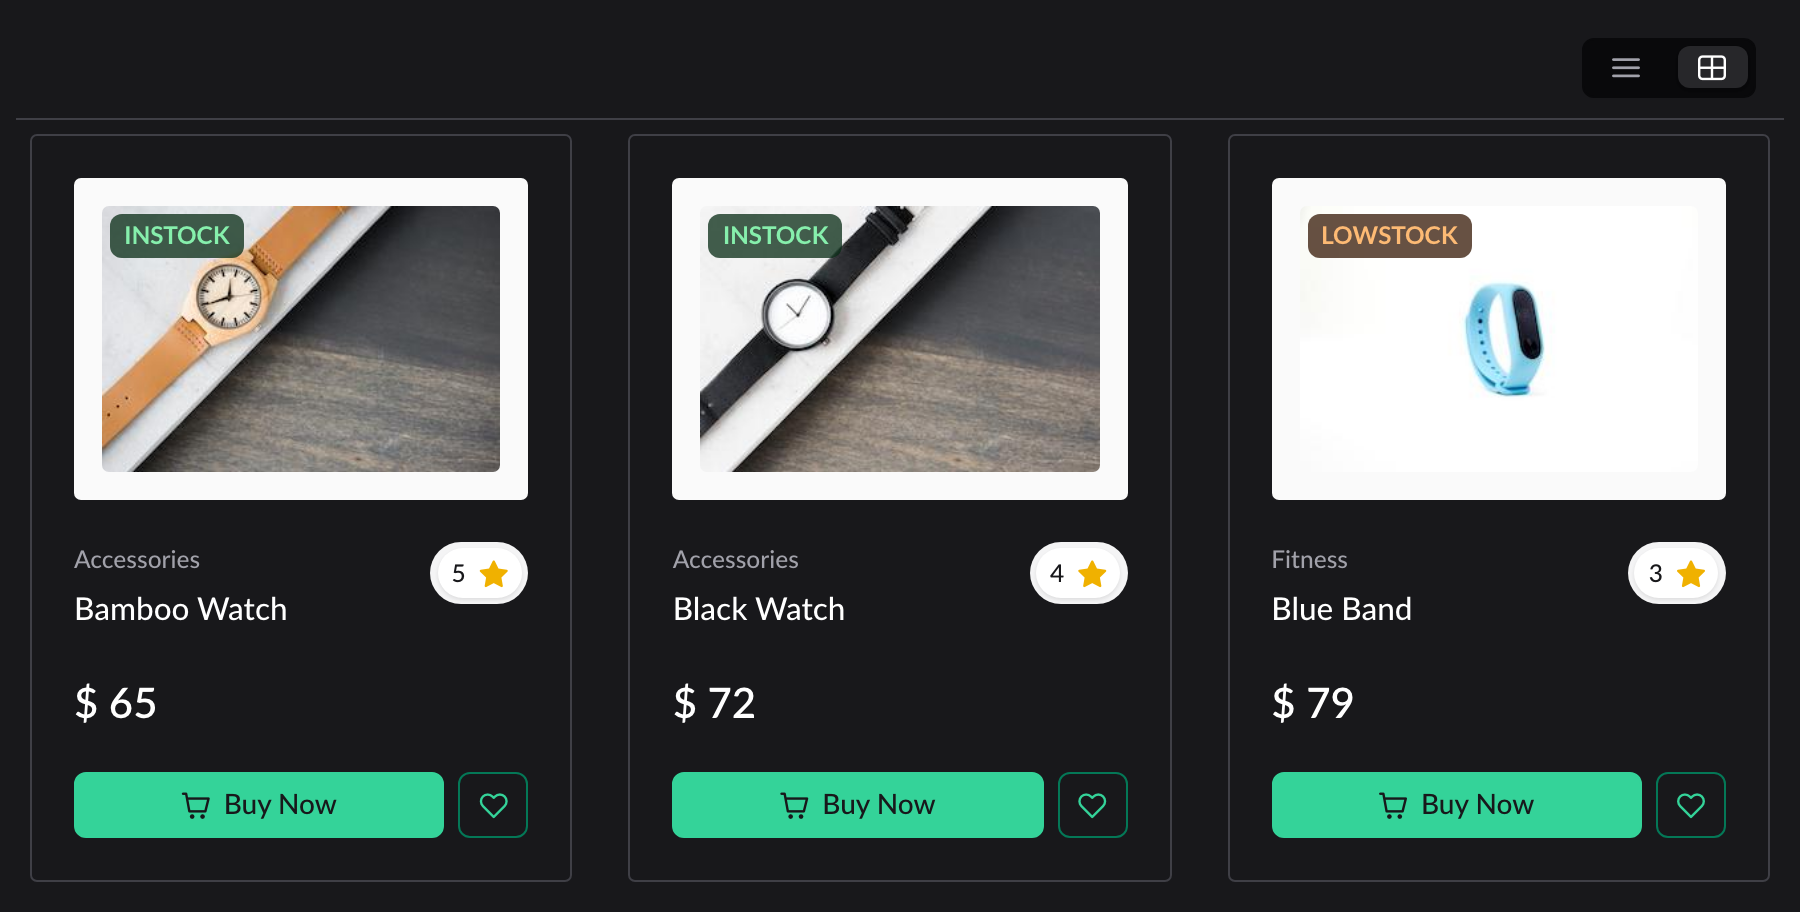 INSTOCK
Accessories
5
Bamboo Watch
$ 65
Buy Now
INSTOCK
Accessories
4
Black Watch
$ 72
Buy Now
LOWSTOCK
Fitness
3
Blue Band
$ 79
Buy Now